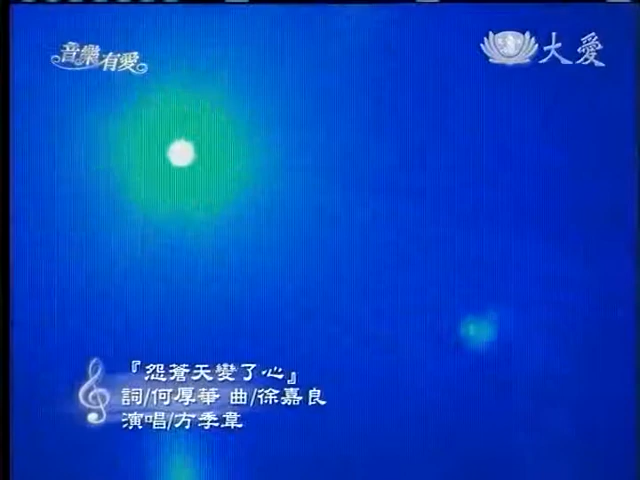 音樂有愛
大愛
『怨蒼天變了心』
詞/何厚華 曲/徐嘉良
演唱/方季韋